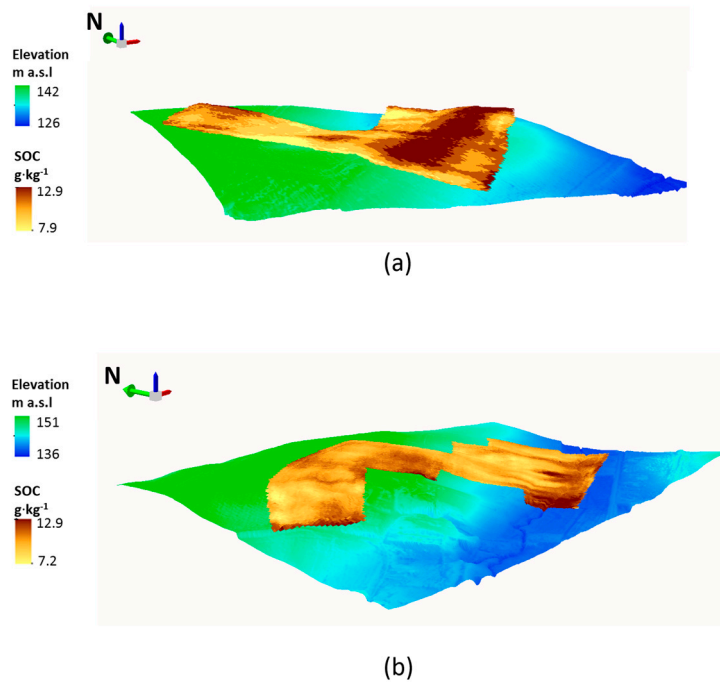 N
Elevation
m a.s.l
142
126
SOC
g·kg⁻¹
12.9
7.9
(a)
N
Elevation
m a.s.l
151
136
SOC
g·kg⁻¹
12.9
7.2
(b)